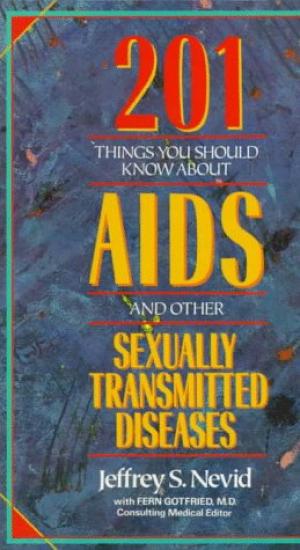 201
THINGS YOU SHOULD
KNOW ABOUT
AIDS
AND OTHER
SEXUALLY
TRANSMITTED
DISEASES
Jeffrey S. Nevid
with FERN GOTFRIED, M.D.
Consulting Medical Editor